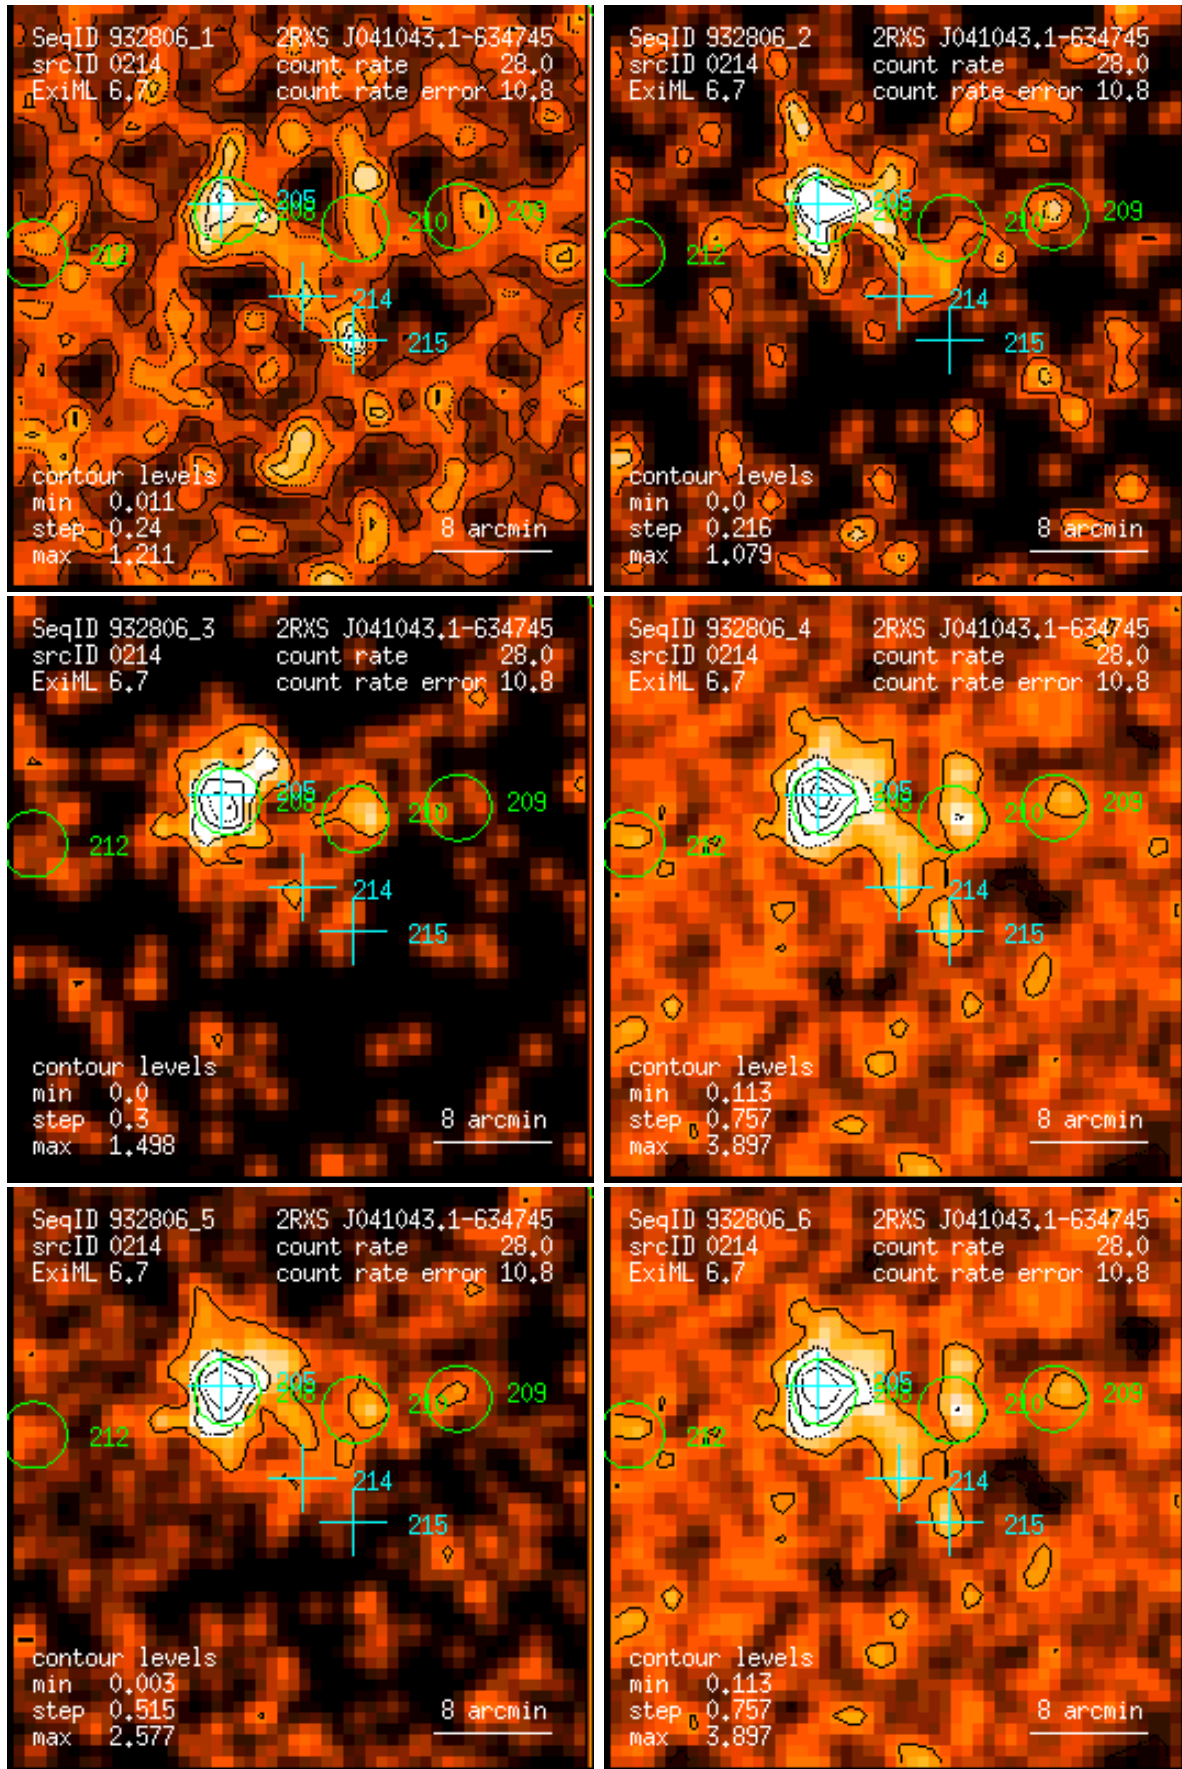 SeqID 932806_1 2RXS J041043.1-634745
srcID 0214 count rate 28.0
ExiML 6.7 count rate error 10.8
205
209
210
212
214
215
contour levels
min 0.011
step 0.24
max 1.211
8 arcmin
SeqID 932806_2 2RXS J041043.1-634745
srcID 0214 count rate 28.0
ExiML 6.7 count rate error 10.8
205
209
210
212
214
215
contour levels
min 0.0
step 0.216
max 1.079
8 arcmin
SeqID 932806_3 2RXS J041043.1-634745
srcID 0214 count rate 28.0
ExiML 6.7 count rate error 10.8
205
209
210
212
214
215
contour levels
min 0.0
step 0.3
max 1.498
8 arcmin
SeqID 932806_4 2RXS J041043.1-634745
srcID 0214 count rate 28.0
ExiML 6.7 count rate error 10.8
205
209
210
212
214
215
contour levels
min 0.113
step 0.757
max 3.897
8 arcmin
SeqID 932806_5 2RXS J041043.1-634745
srcID 0214 count rate 28.0
ExiML 6.7 count rate error 10.8
205
209
210
212
214
215
contour levels
min 0.003
step 0.515
max 2.577
8 arcmin
SeqID 932806_6 2RXS J041043.1-634745
srcID 0214 count rate 28.0
ExiML 6.7 count rate error 10.8
205
209
210
212
214
215
contour levels
min 0.113
step 0.757
max 3.897
8 arcmin